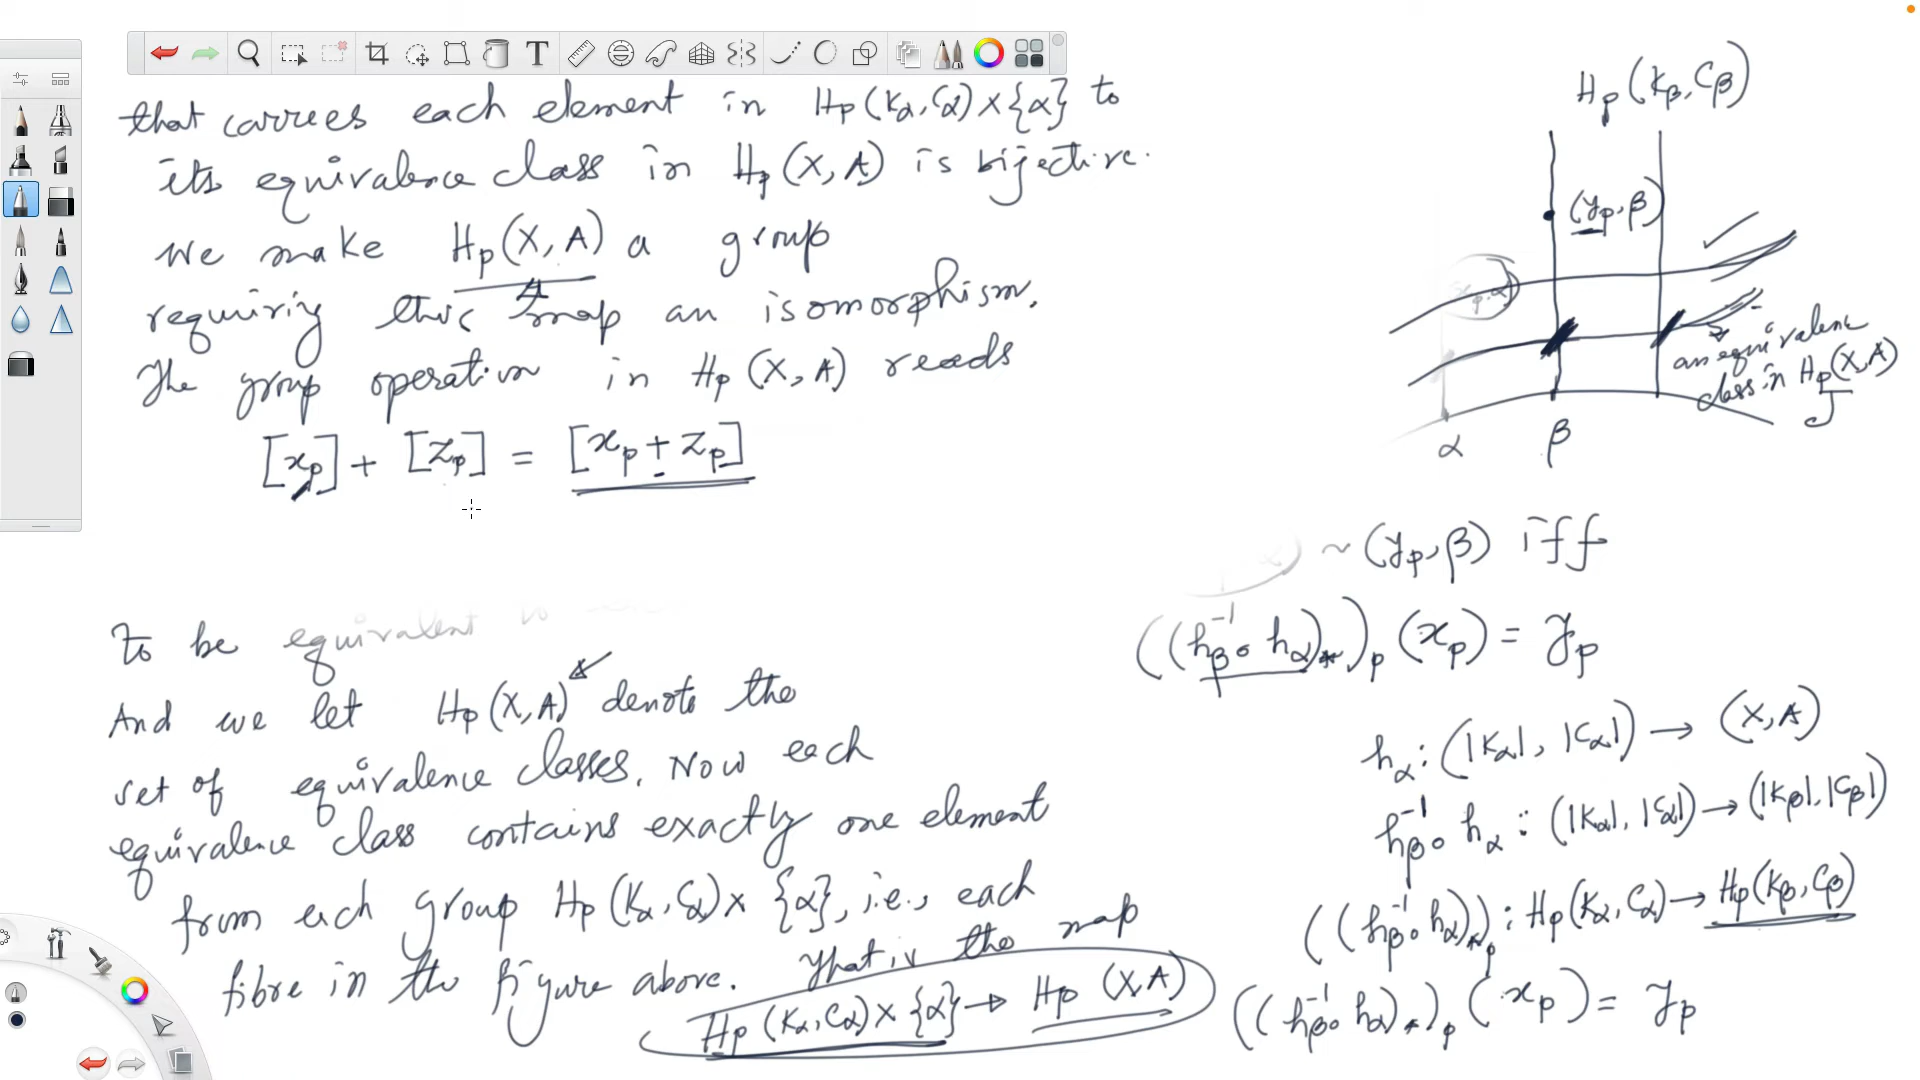 that carries each element in Hp(Kα,Cα)×{α} to
its equivalence class in Hp(X,A) is bijective.
We make Hp(X,A) a group
requiring this map an isomorphism.
The group operation in Hp(X,A) reads
[xp] + [zp] = [xp + zp]
To be equivalent to
And we let Hp(X,A) denote the
set of equivalence classes. Now each
equivalence class contains exactly one element
from each group Hp(Kα,Cα)×{α}, i.e., each
fibre in the figure above. That is the map
Hp(Kα,Cα)×{α} → Hp(X,A)
Hp(Kβ,Cβ)
(yp,β)
(xp,α)
an equivalence
class in Hp(X,A)
J
α
β
~ (yp,β) iff
((hβ⁻¹∘hα)*)p (xp) = yp
hα: (|Kα|, |Cα|) → (X,A)
hβ⁻¹∘hα : (|Kα|, |Cα|) → (|Kβ|, |Cβ|)
((hβ⁻¹∘hα)*)p : Hp(Kα,Cα) → Hp(Kβ,Cβ)
((hβ⁻¹∘hα)*)p (xp) = yp